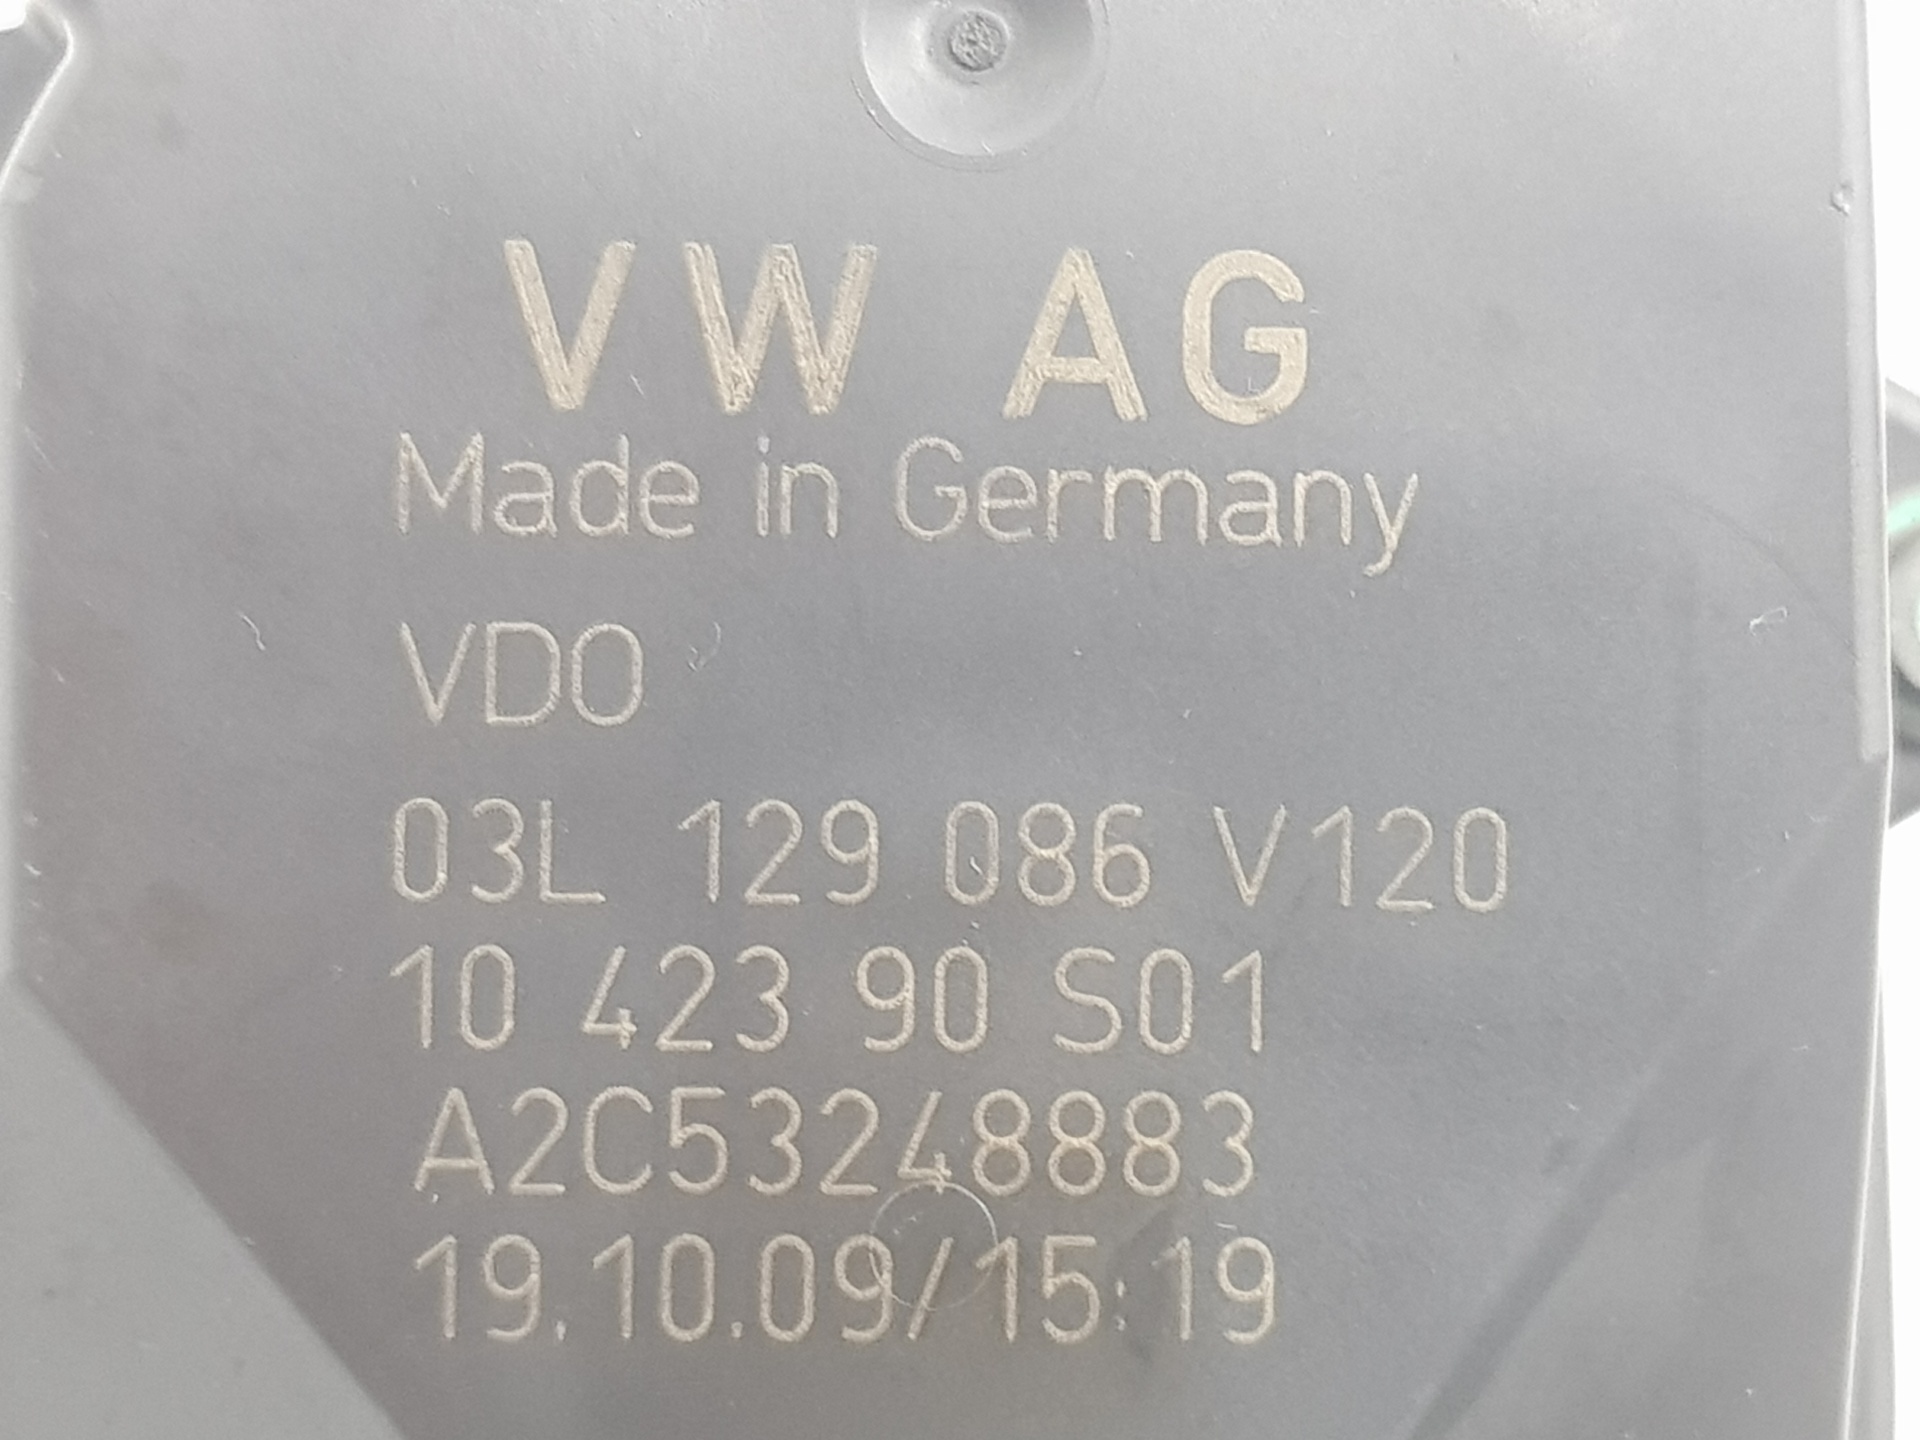 VW AG
Made in Germany
VDO
03L 129 086 V120
10 423 90 S01
A2C53248883
19.10.09/15:19